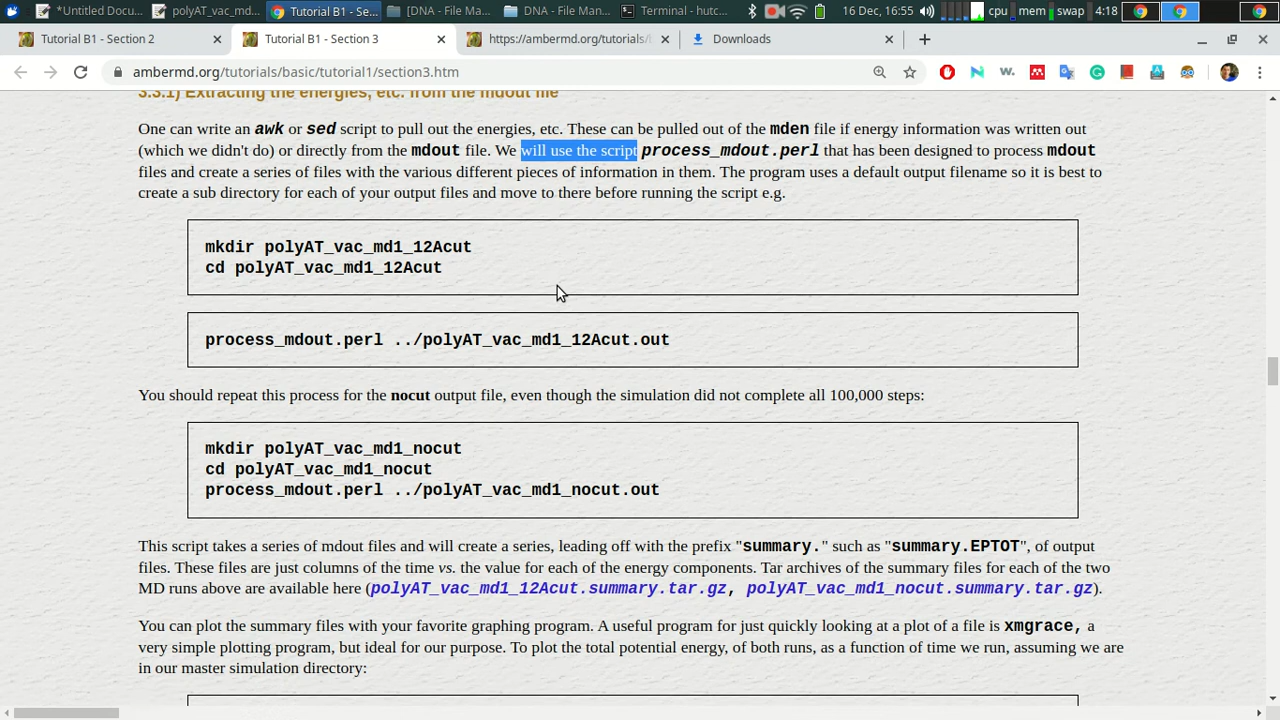 *Untitled Docu...
polyAT_vac_md...
Tutorial B1 - Se...
[DNA - File Ma...
DNA - File Man...
Terminal - hutc...
16 Dec, 16:55
cpu
mem
swap
4:18
Tutorial B1 - Section 2
Tutorial B1 - Section 3
https://ambermd.org/tutorials/b
Downloads
ambermd.org/tutorials/basic/tutorial1/section3.htm
3.3.1) Extracting the energies, etc. from the mdout file
One can write an awk or sed script to pull out the energies, etc. These can be pulled out of the mden file if energy information was written out
(which we didn't do) or directly from the mdout file. We will use the script process_mdout.perl that has been designed to process mdout
files and create a series of files with the various different pieces of information in them. The program uses a default output filename so it is best to
create a sub directory for each of your output files and move to there before running the script e.g.
mkdir polyAT_vac_md1_12Acut
cd polyAT_vac_md1_12Acut
process_mdout.perl ../polyAT_vac_md1_12Acut.out
You should repeat this process for the nocut output file, even though the simulation did not complete all 100,000 steps:
mkdir polyAT_vac_md1_nocut
cd polyAT_vac_md1_nocut
process_mdout.perl ../polyAT_vac_md1_nocut.out
This script takes a series of mdout files and will create a series, leading off with the prefix "summary." such as "summary.EPTOT", of output
files. These files are just columns of the time vs. the value for each of the energy components. Tar archives of the summary files for each of the two
MD runs above are available here (polyAT_vac_md1_12Acut.summary.tar.gz, polyAT_vac_md1_nocut.summary.tar.gz).
You can plot the summary files with your favorite graphing program. A useful program for just quickly looking at a plot of a file is xmgrace, a
very simple plotting program, but ideal for our purpose. To plot the total potential energy, of both runs, as a function of time we run, assuming we are
in our master simulation directory: